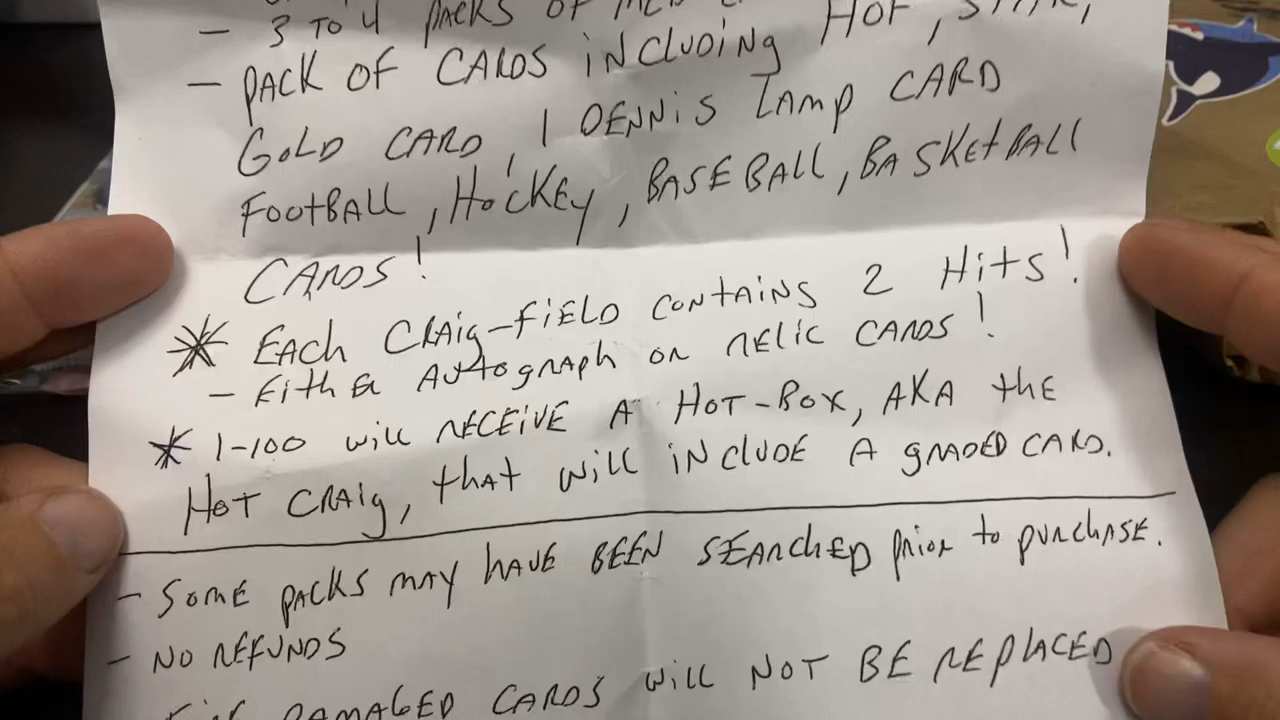 - 3 TO 4 PACKS OF
- PACK OF CARDS INCLUDING HOF, STAR,
GOLD CARD, 1 DENNIS LAMP CARD
FOOTBALL, HOCKEY, BASEBALL, BASKETBALL
CARDS!
* EACH CRAIG-FIELD CONTAINS 2 HITS!
- EITHER AUTOGRAPH OR RELIC CARDS!
* 1-100 will RECEIVE A HOT-BOX, AKA THE
HOT CRAIG, that will INCLUDE A GRADED CARD.
- SOME PACKS MAY HAVE BEEN SEARCHED PRIOR to PURCHASE.
- NO REFUNDS
DAMAGED CARDS will NOT BE REPLACED